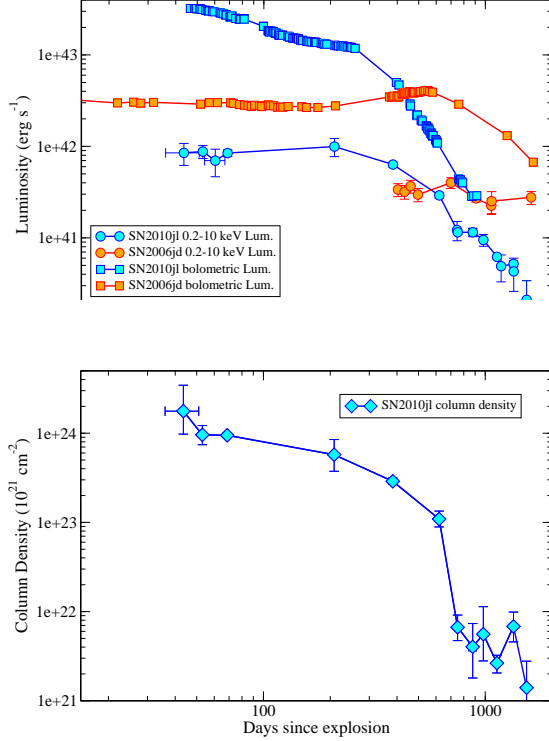 1e+43
1e+42
1e+41
Luminosity (erg s⁻¹)
SN2010jl 0.2-10 keV Lum.
SN2006jd 0.2-10 keV Lum.
SN2010jl bolometric Lum.
SN2006jd bolometric Lum.
SN2010jl column density
1e+24
1e+23
1e+22
1e+21
Column Density (10²¹ cm⁻²)
100
1000
Days since explosion